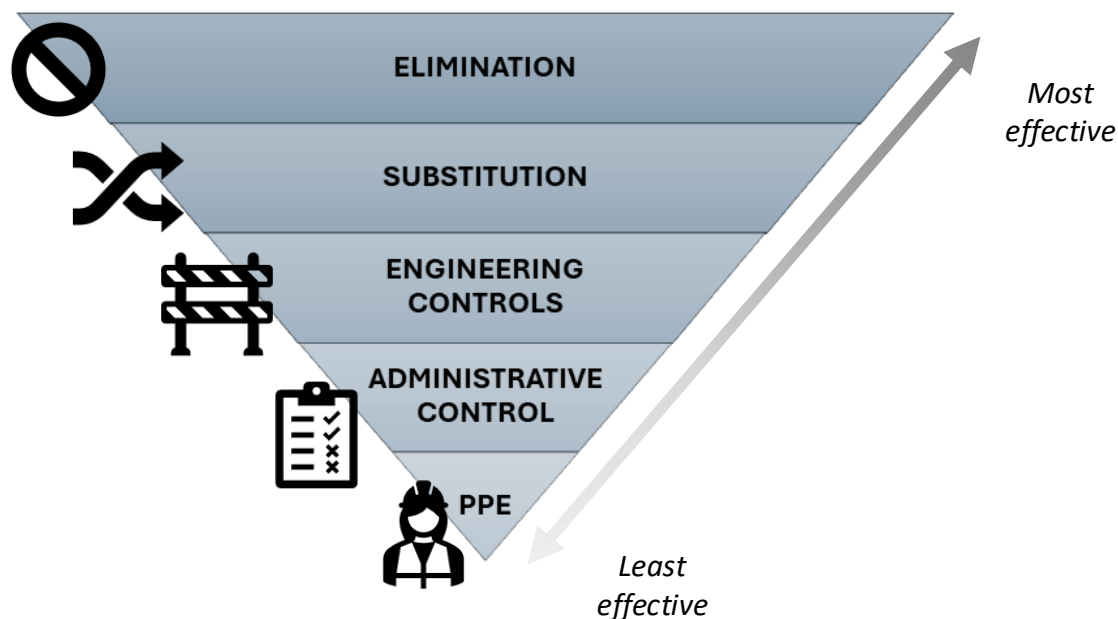 ELIMINATION
Most
effective
SUBSTITUTION
ENGINEERING
CONTROLS
ADMINISTRATIVE
CONTROL
PPE
Least
effective